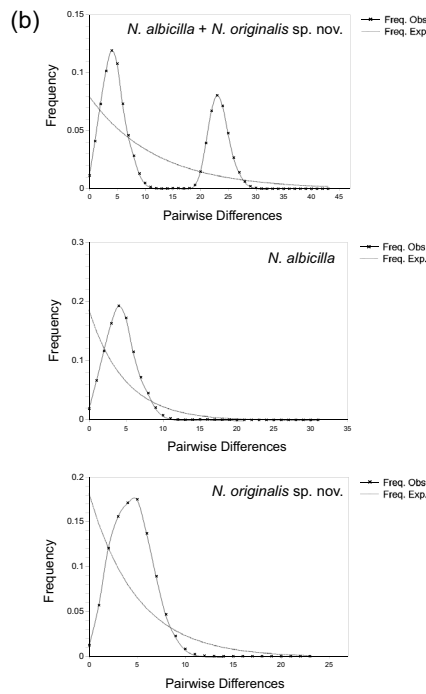 (b)
N. albicilla + N. originalis sp. nov.
Freq. Obs
Freq. Exp.
0.15
0.1
0.05
0
Frequency
0 5 10 15 20 25 30 35 40 45
Pairwise Differences
N. albicilla
Freq. Obs
Freq. Exp.
0.3
0.2
0.1
0
Frequency
0 5 10 15 20 25 30 35
Pairwise Differences
N. originalis sp. nov.
Freq. Obs
Freq. Exp.
0.2
0.15
0.1
0.05
0
Frequency
0 5 10 15 20 25
Pairwise Differences